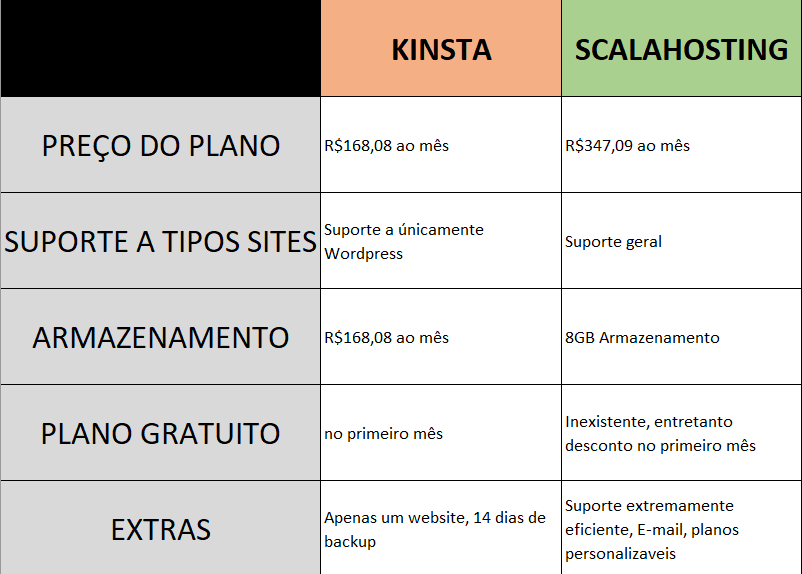 KINSTA
SCALAHOSTING
PREÇO DO PLANO
R$168,08 ao mês
R$347,09 ao mês
SUPORTE A TIPOS SITES
Suporte a únicamente
Wordpress
Suporte geral
ARMAZENAMENTO
R$168,08 ao mês
8GB Armazenamento
PLANO GRATUITO
no primeiro mês
Inexistente, entretanto
desconto no primeiro mês
EXTRAS
Apenas um website, 14 dias de
backup
Suporte extremamente
eficiente, E-mail, planos
personalizaveis